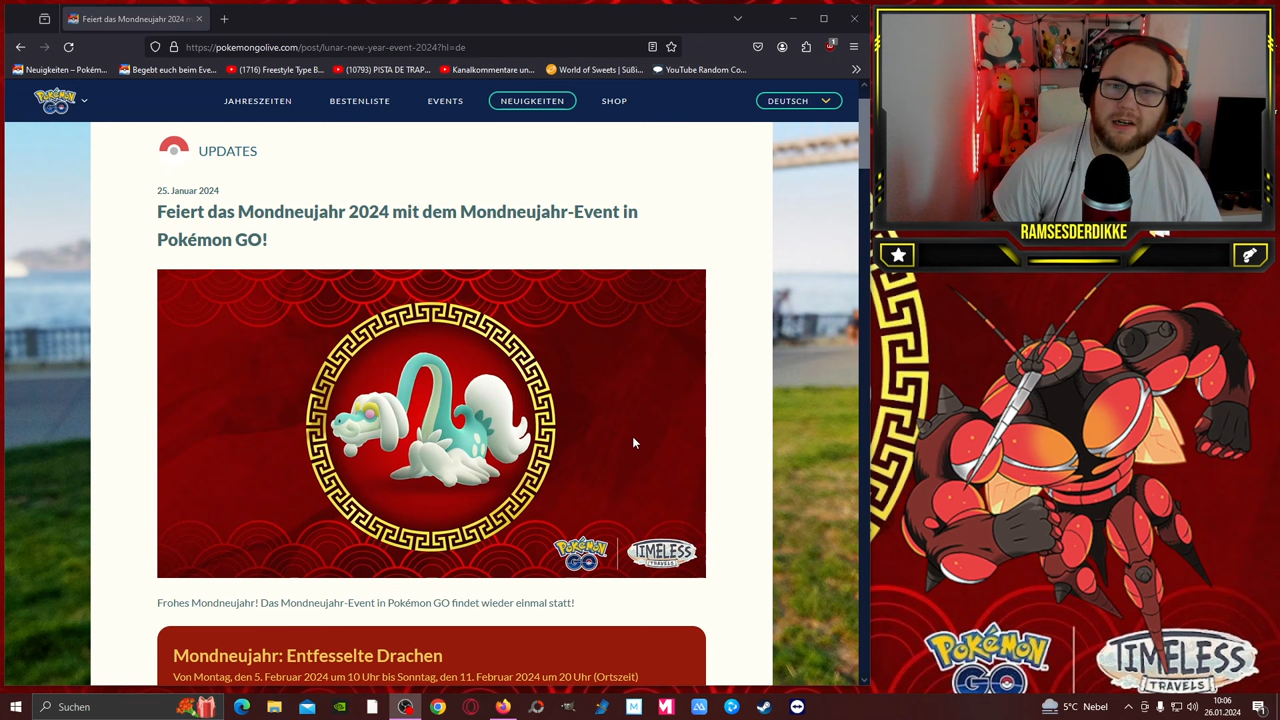 Feiert das Mondneujahr 2024 m
https://pokemongolive.com/post/lunar-new-year-event-2024?hl=de
1
Neuigkeiten – Pokém...
Begebt euch beim Eve...
(1716) Freestyle Type B...
(10793) PISTA DE TRAP...
Kanalkommentare un...
World of Sweets | Süßi...
YouTube Random Co...
Pokémon GO
JAHRESZEITEN
BESTENLISTE
EVENTS
NEUIGKEITEN
SHOP
DEUTSCH
UPDATES
25. Januar 2024
Feiert das Mondneujahr 2024 mit dem Mondneujahr-Event in
Pokémon GO!
Pokémon GO
TIMELESS
TRAVELS
Frohes Mondneujahr! Das Mondneujahr-Event in Pokémon GO findet wieder einmal statt!
Mondneujahr: Entfesselte Drachen
Von Montag, den 5. Februar 2024 um 10 Uhr bis Sonntag, den 11. Februar 2024 um 20 Uhr (Ortszeit)
RAMSESDERDIKKE
Pokémon GO
TIMELESS
TRAVELS
Suchen
5°C Nebel
10:06
26.01.2024